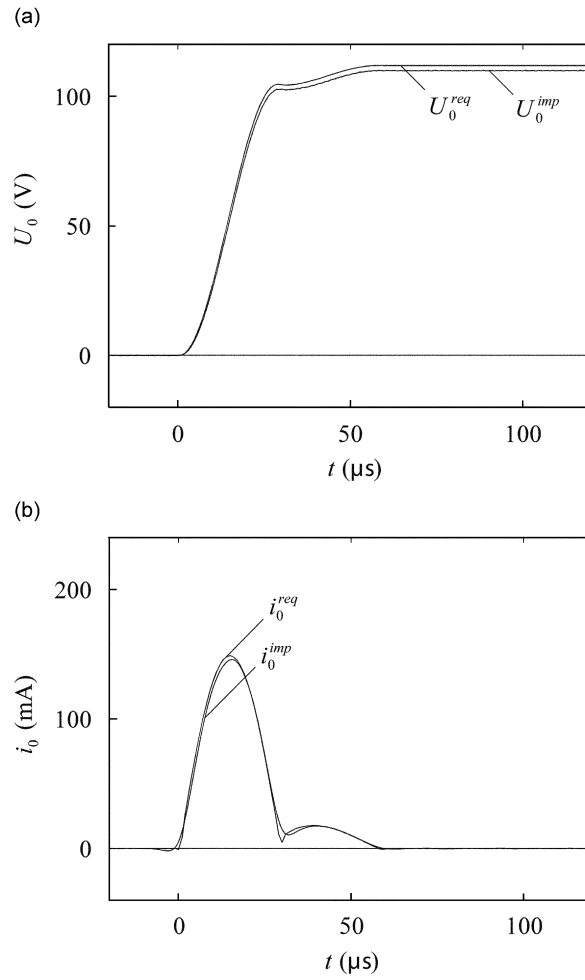 (a)
100
50
0
U₀ (V)
U₀ʳᵉq
U₀ⁱᵐᵖ
0 50 100
t (µs)
(b)
200
100
0
i₀ (mA)
i₀ʳᵉq
i₀ⁱᵐᵖ
0 50 100
t (µs)